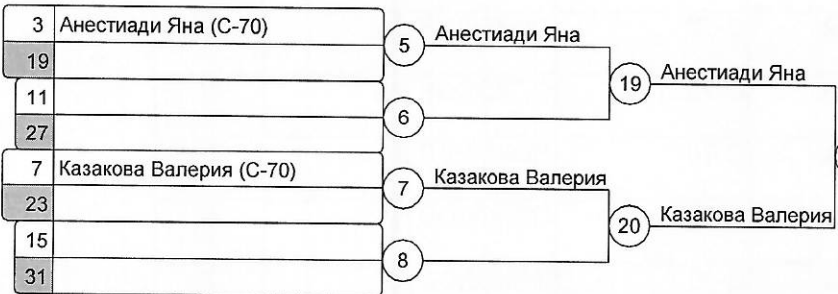 3 Анестиади Яна (С-70)
19
5 Анестиади Яна
11
27
6
19 Анестиади Яна
7 Казакова Валерия (С-70)
23
7 Казакова Валерия
15
31
8
20 Казакова Валерия